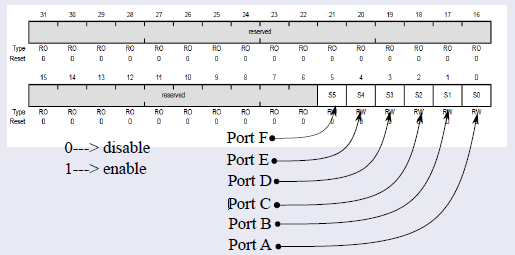 31 30 29 28 27 26 25 24 23 22 21 20 19 18 17 16
reserved
Type RO RO RO RO RO RO RO RO RO RO RO RO RO RO RO RO
Reset 0 0 0 0 0 0 0 0 0 0 0 0 0 0 0 0
15 14 13 12 11 10 9 8 7 6 5 4 3 2 1 0
reserved S5 S4 S3 S2 S1 S0
Type RO RO RO RO RO RO RO RO RO RO RW RW RW RW RW RW
Reset 0 0 0 0 0 0 0 0 0 0 0 0 0 0 0 0
0---> disable
1---> enable
Port F
Port E
Port D
Port C
Port B
Port A